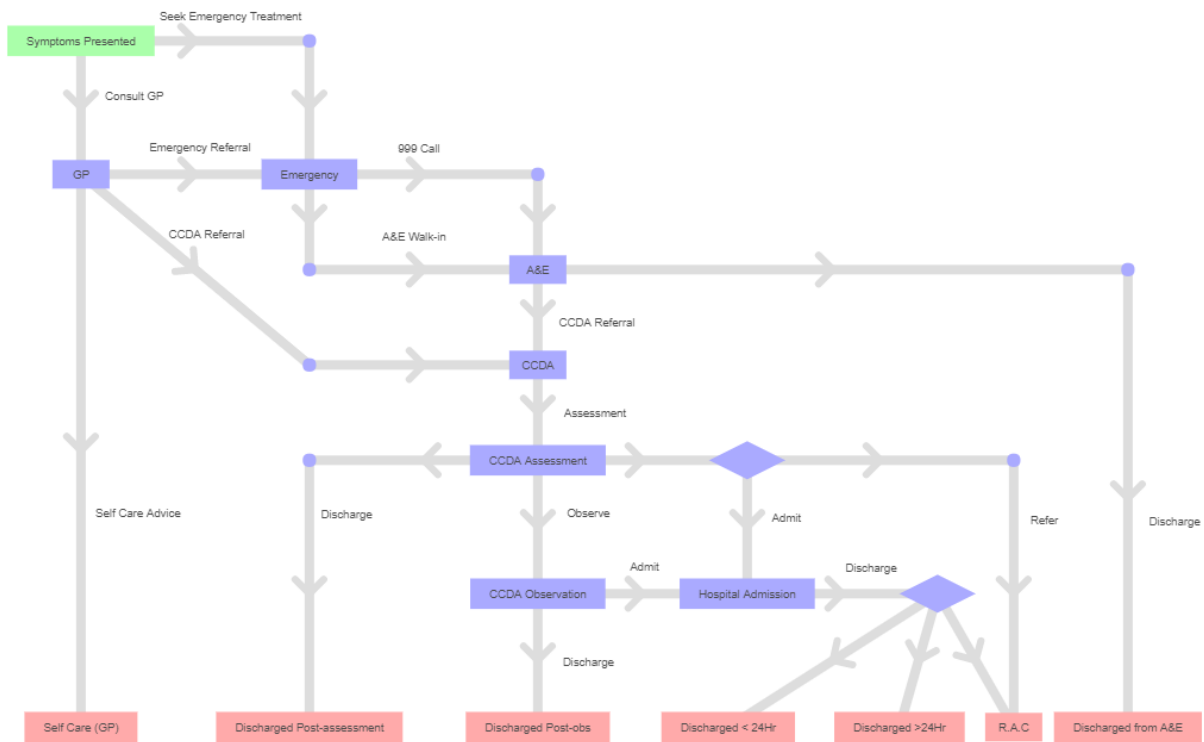 Seek Emergency Treatment
Symptoms Presented
Consult GP
Emergency Referral
999 Call
GP
Emergency
CCDA Referral
A&E Walk-in
A&E
CCDA Referral
CCDA
Assessment
CCDA Assessment
Self Care Advice
Discharge
Observe
Admit
Refer
Discharge
Admit
Discharge
CCDA Observation
Hospital Admission
Discharge
Self Care (GP)
Discharged Post-assessment
Discharged Post-obs
Discharged < 24Hr
Discharged >24Hr
R.A.C
Discharged from A&E